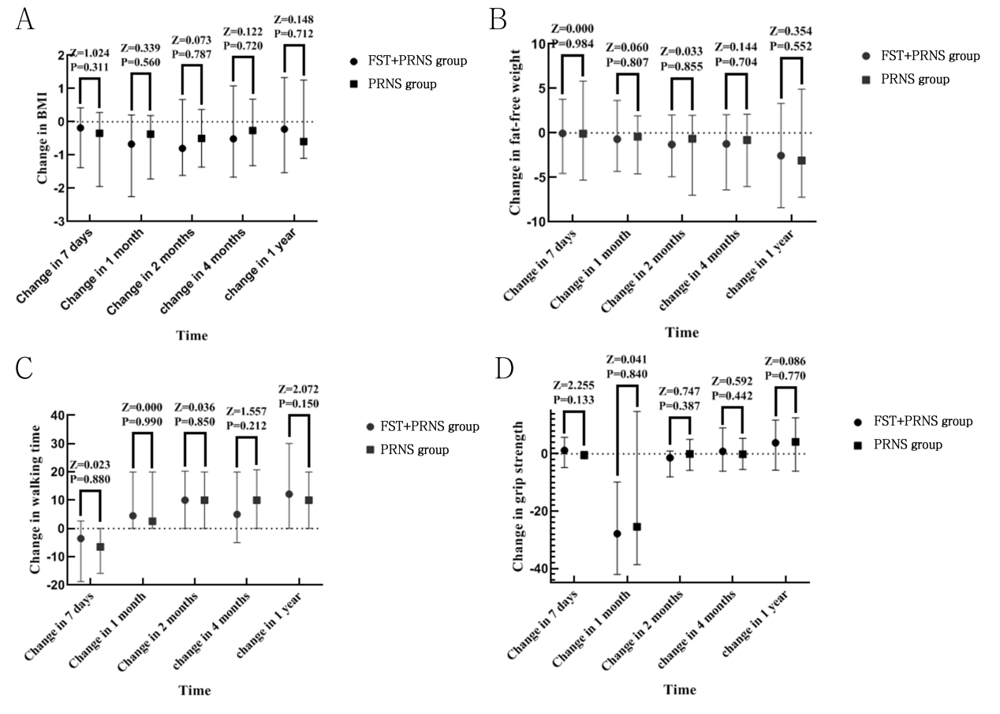 A
Z=1.024
P=0.311
Z=0.339
P=0.560
Z=0.073
P=0.787
Z=0.122
P=0.720
Z=0.148
P=0.712
FST+PRNS group
PRNS group
Change in BMI
2
1
0
-1
-2
-3
Change in 7 days
Change in 1 month
Change in 2 months
change in 4 months
change in 1 year
Time
B
Z=0.000
P=0.984
Z=0.060
P=0.807
Z=0.033
P=0.855
Z=0.144
P=0.704
Z=0.354
P=0.552
FST+PRNS group
PRNS group
Change in fat-free weight
10
5
0
-5
-10
Change in 7 days
Change in 1 month
Change in 2 months
change in 4 months
change in 1 year
Time
C
Z=0.023
P=0.880
Z=0.000
P=0.990
Z=0.036
P=0.850
Z=1.557
P=0.212
Z=2.072
P=0.150
FST+PRNS group
PRNS group
Change in walking time
40
30
20
10
0
-10
-20
Change in 7 days
Change in 1 month
Change in 2 months
change in 4 months
change in 1 year
Time
D
Z=2.255
P=0.133
Z=0.041
P=0.840
Z=0.747
P=0.387
Z=0.592
P=0.442
Z=0.086
P=0.770
FST+PRNS group
PRNS group
Change in grip strength
0
-20
-40
Change in 7 days
Change in 1 month
Change in 2 months
change in 4 months
change in 1 year
Time